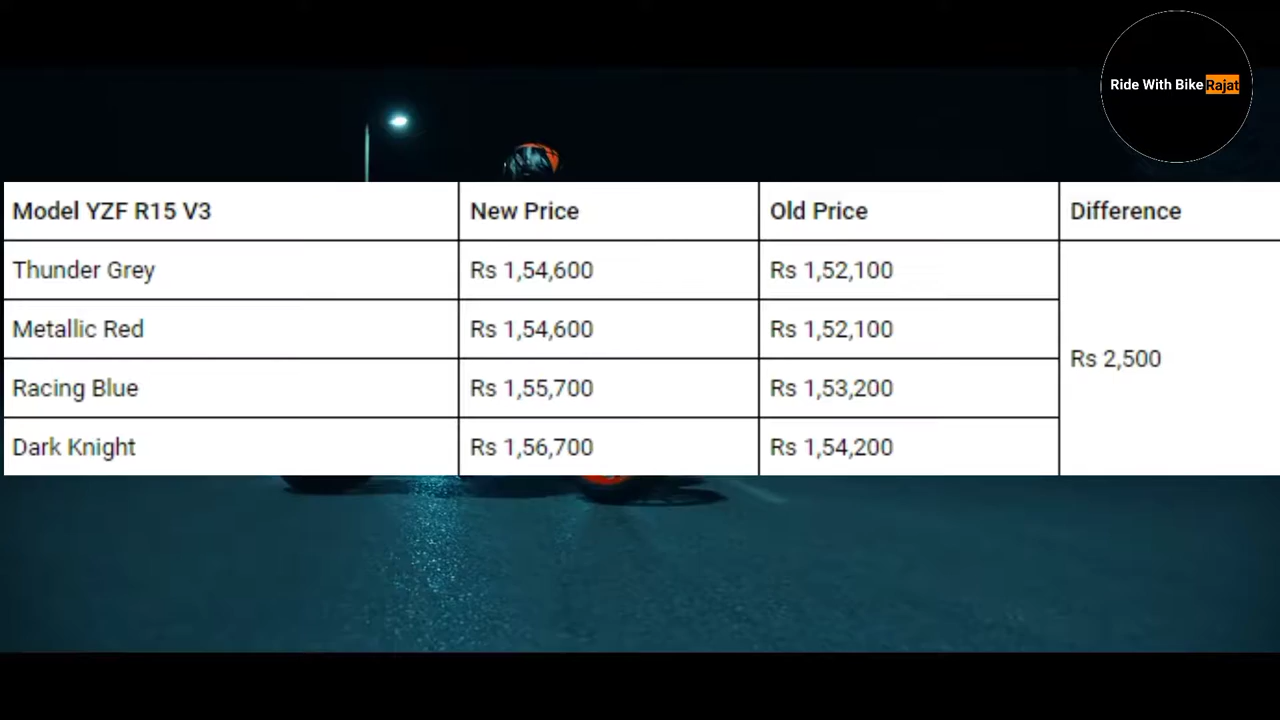 Ride With Bike Rajat
Model YZF R15 V3 New Price Old Price Difference
Thunder Grey Rs 1,54,600 Rs 1,52,100
Metallic Red Rs 1,54,600 Rs 1,52,100
Rs 2,500
Racing Blue Rs 1,55,700 Rs 1,53,200
Dark Knight Rs 1,56,700 Rs 1,54,200